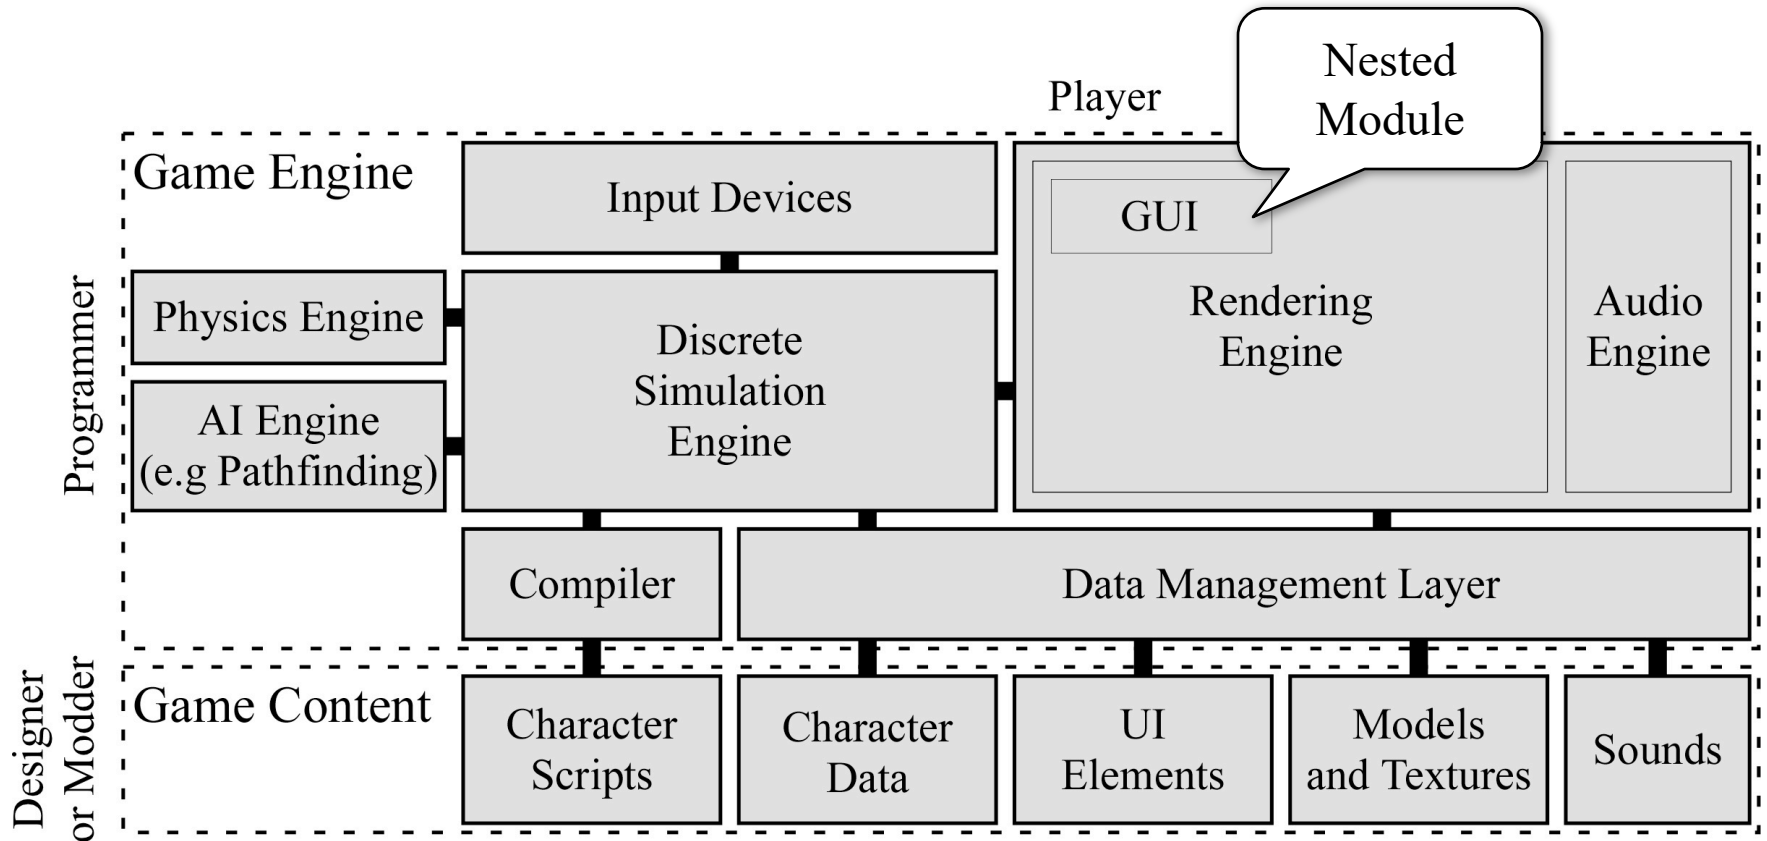 Nested
Module
Player
Game Engine
Input Devices
GUI
Rendering
Engine
Audio
Engine
Programmer
Physics Engine
Discrete
Simulation
Engine
AI Engine
(e.g Pathfinding)
Compiler
Data Management Layer
Designer
or Modder
Game Content
Character
Scripts
Character
Data
UI
Elements
Models
and Textures
Sounds